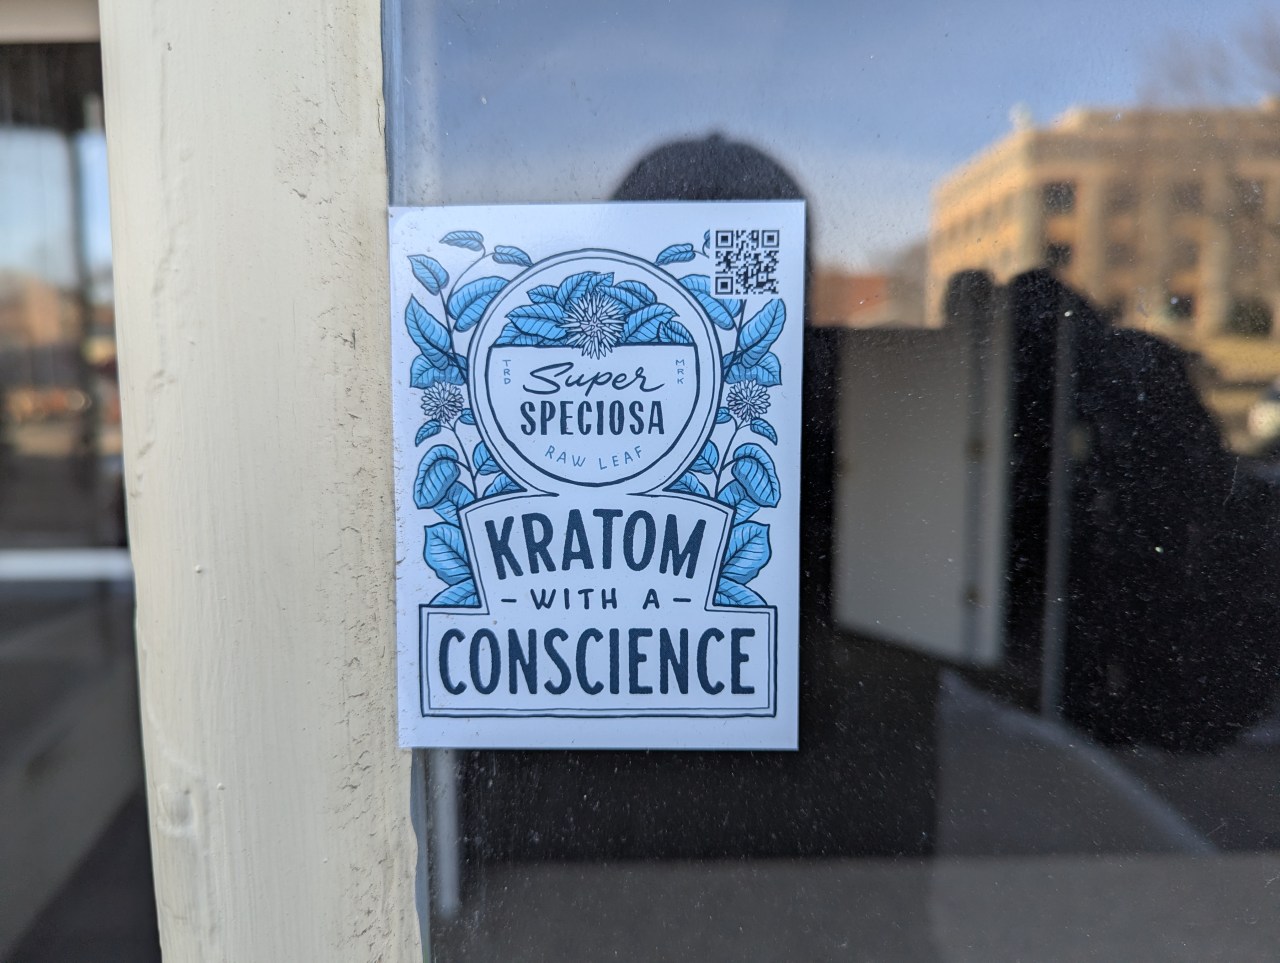 TRD
MRK
Super
SPECIOSA
RAW LEAF
KRATOM
- WITH A -
CONSCIENCE